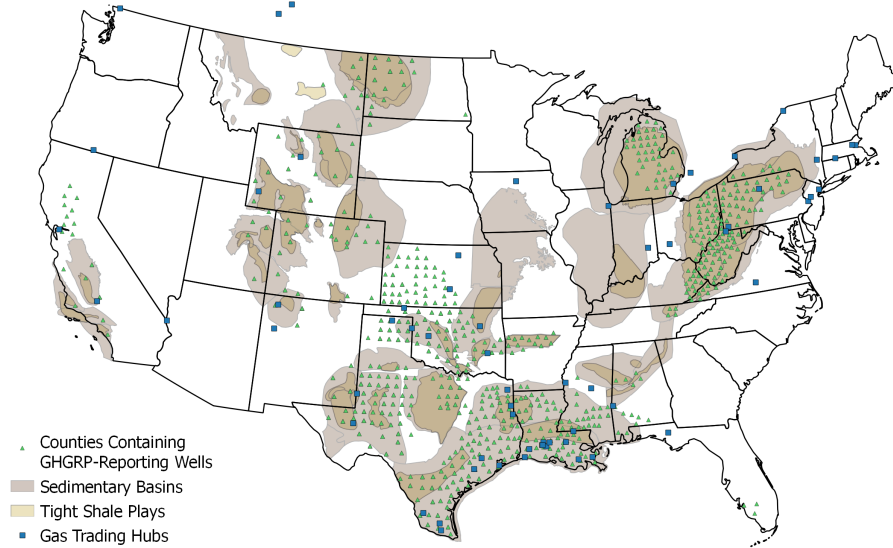 Counties Containing
GHGRP-Reporting Wells
Sedimentary Basins
Tight Shale Plays
Gas Trading Hubs